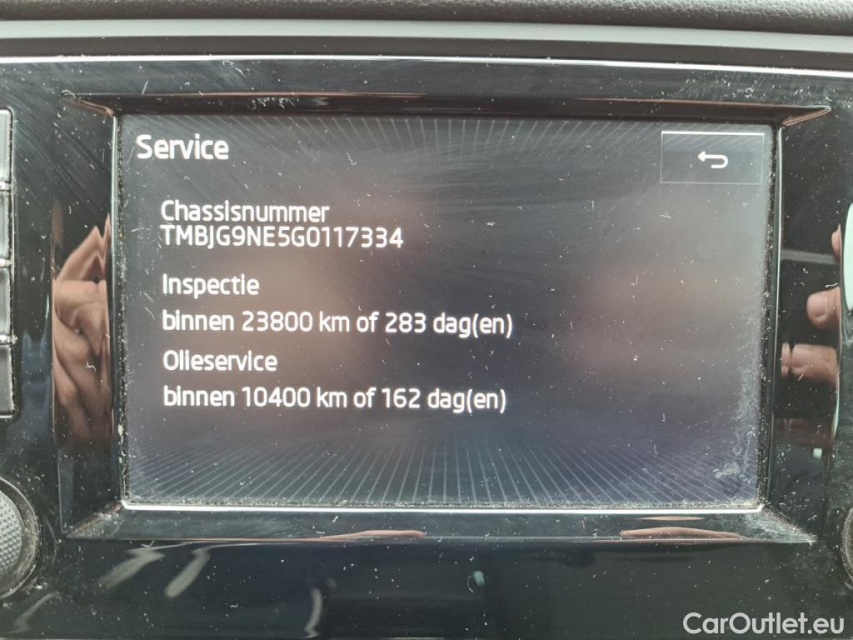 Service
Chassisnummer
TMBJG9NE5G0117334
Inspectie
binnen 23800 km of 283 dag(en)
Olieservice
binnen 10400 km of 162 dag(en)
CarOutlet.eu